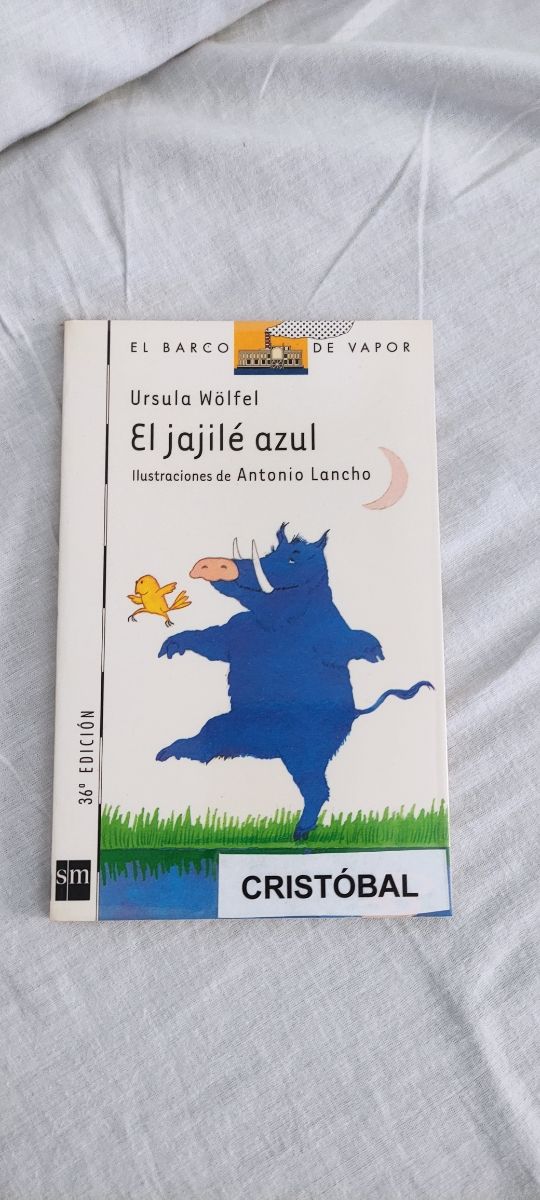 EL BARCO DE VAPOR
Ursula Wölfel
El jajilé azul
Ilustraciones de Antonio Lancho
36ª EDICIÓN
sm
CRISTÓBAL